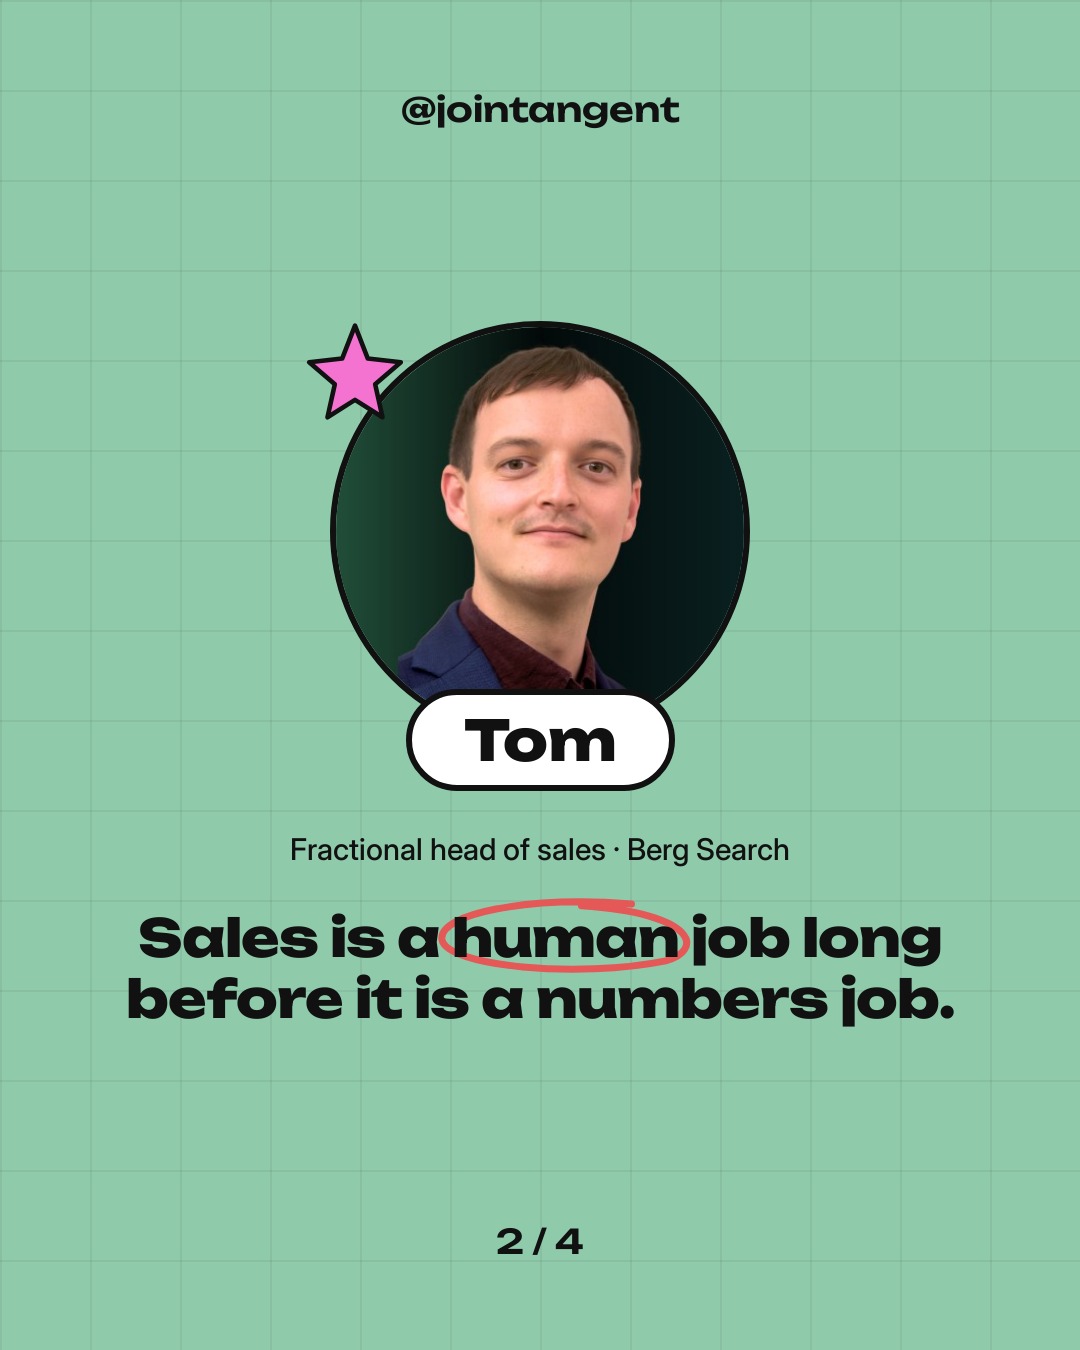 @jointangent
Tom
Fractional head of sales · Berg Search
Sales is a human job long
before it is a numbers job.
2 / 4